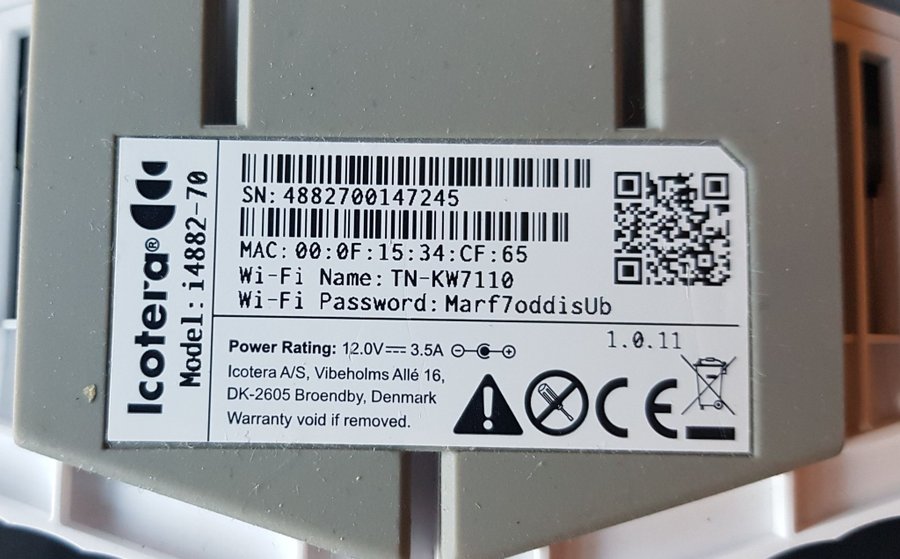 Icotera®
Model: i4882-70
SN: 4882700147245
MAC: 00:0F:15:34:CF:65
Wi-Fi Name: TN-KW7110
Wi-Fi Password: Marf7oddisUb
1.0.11
Power Rating: 12.0V⎓ 3.5A
Icotera A/S, Vibeholms Allé 16,
DK-2605 Broendby, Denmark
Warranty void if removed.
CE